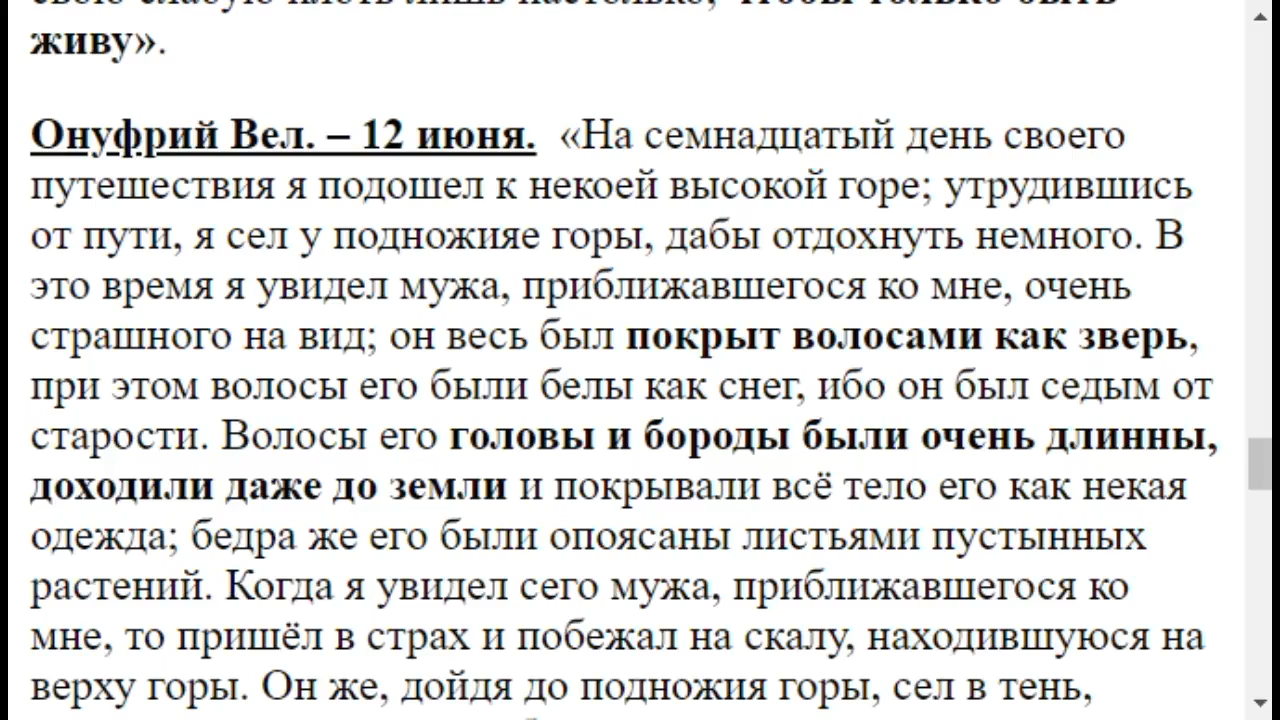 живу».
Онуфрий Вел. – 12 июня. «На семнадцатый день своего
путешествия я подошел к некоей высокой горе; утрудившись
от пути, я сел у подножияе горы, дабы отдохнуть немного. В
это время я увидел мужа, приближавшегося ко мне, очень
страшного на вид; он весь был покрыт волосами как зверь,
при этом волосы его были белы как снег, ибо он был седым от
старости. Волосы его головы и бороды были очень длинны,
доходили даже до земли и покрывали всё тело его как некая
одежда; бедра же его были опоясаны листьями пустынных
растений. Когда я увидел сего мужа, приближавшегося ко
мне, то пришёл в страх и побежал на скалу, находившуюся на
верху горы. Он же, дойдя до подножия горы, сел в тень,